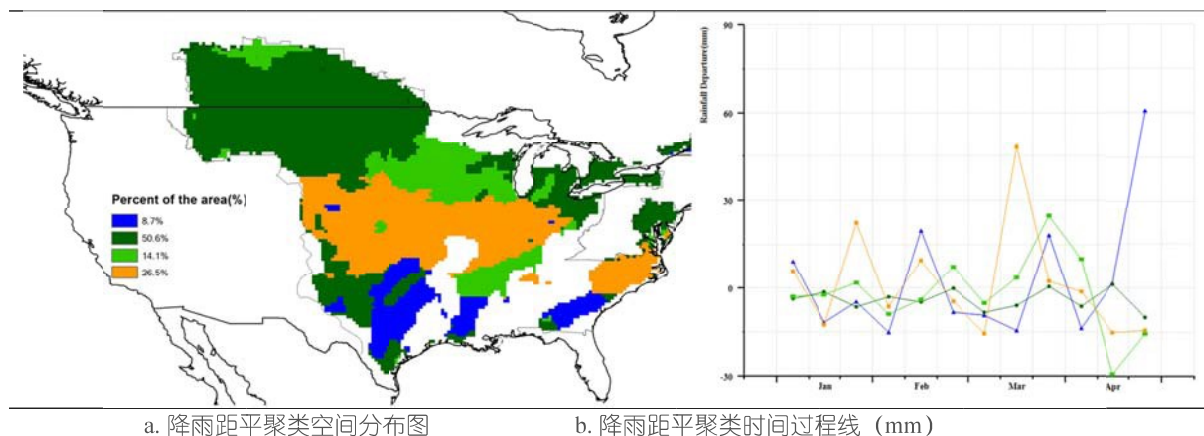 Percent of the area(%)
8.7%
50.6%
14.1%
26.5%
Rainfall Departure(mm)
90
60
30
0
-30
Jan
Feb
Mar
Apr
a. 降雨距平聚类空间分布图
b. 降雨距平聚类时间过程线（mm）